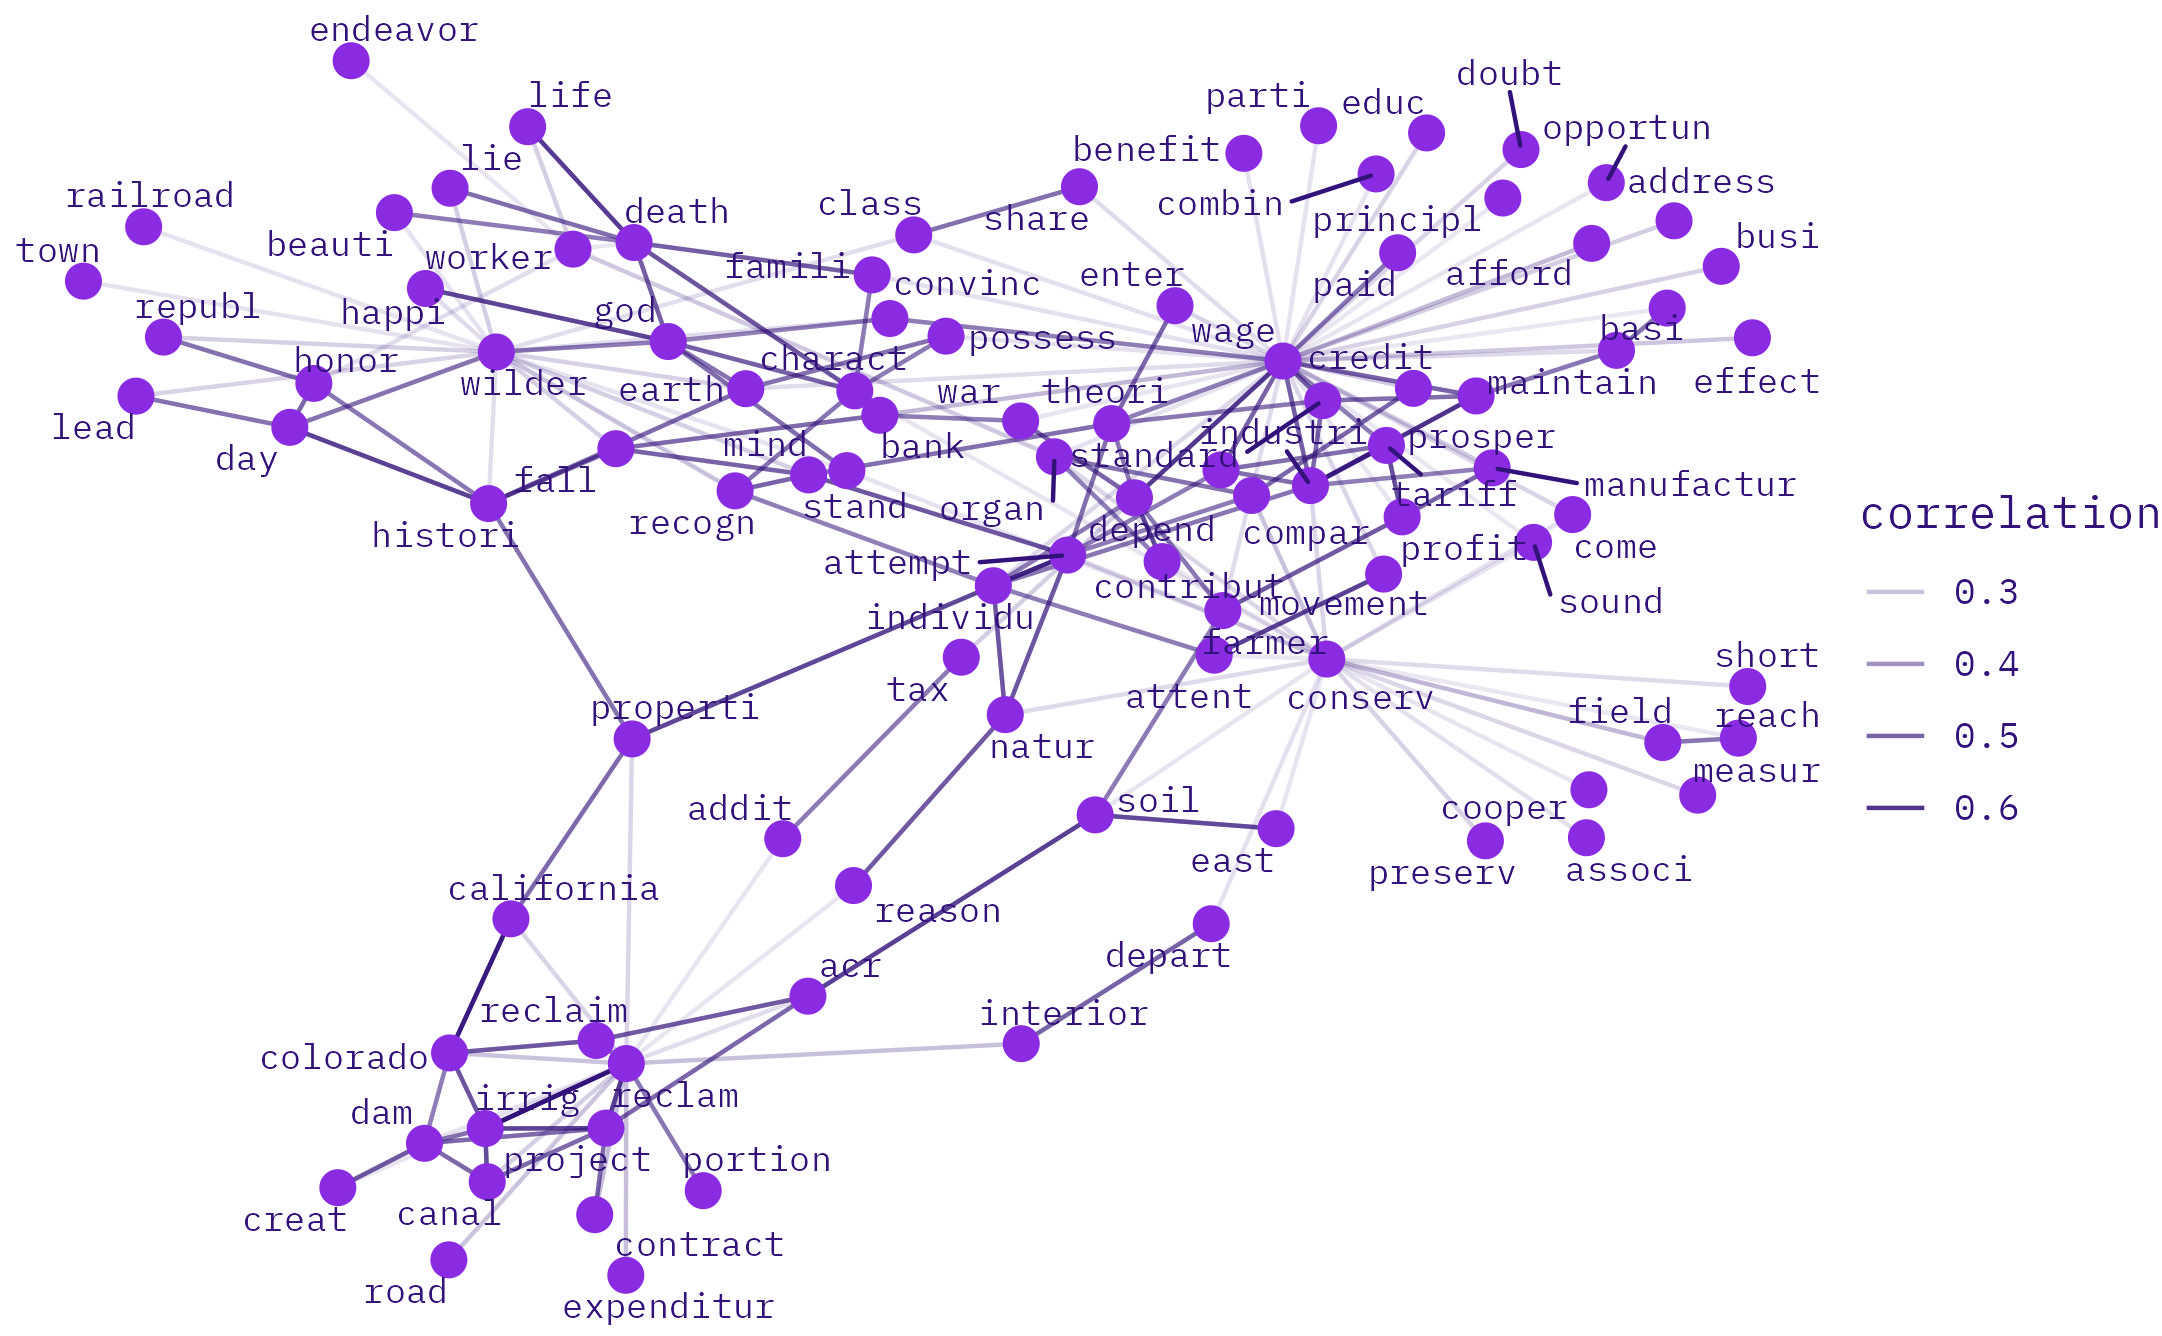 endeavor
life
lie
railroad
town
beauti
worker
death
republ
happi
honor
wilder
god
lead
day
class
share
benefit
parti
educ
doubt
opportun
combin
principl
address
busi
famili
convinc
enter
paid
afford
possess
wage
basi
charact
credit
maintain
effect
earth
war
theori
mind
bank
standard
industri
prosper
fall
stand
organ
tariff
manufactur
histori
recogn
depend
compar
profit
come
attempt
contribut
movement
sound
individu
farmer
tax
attent
conserv
short
field
reach
properti
natur
measur
addit
soil
cooper
california
reason
east
preserv
associ
acr
depart
reclaim
interior
colorado
irrig
reclam
dam
project
portion
creat
canal
contract
road
expenditur
correlation
0.3
0.4
0.5
0.6